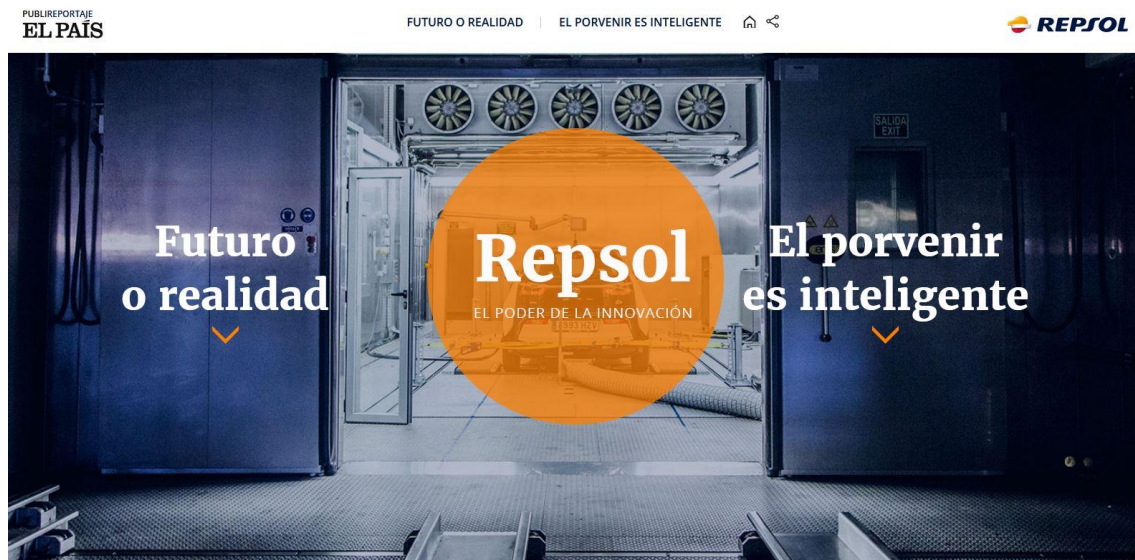 PUBLIREPORTAJE
EL PAÍS
FUTURO O REALIDAD
EL PORVENIR ES INTELIGENTE
REPSOL
SALIDA
EXIT
Futuro
o realidad
Repsol
EL PODER DE LA INNOVACIÓN
El porvenir
es inteligente